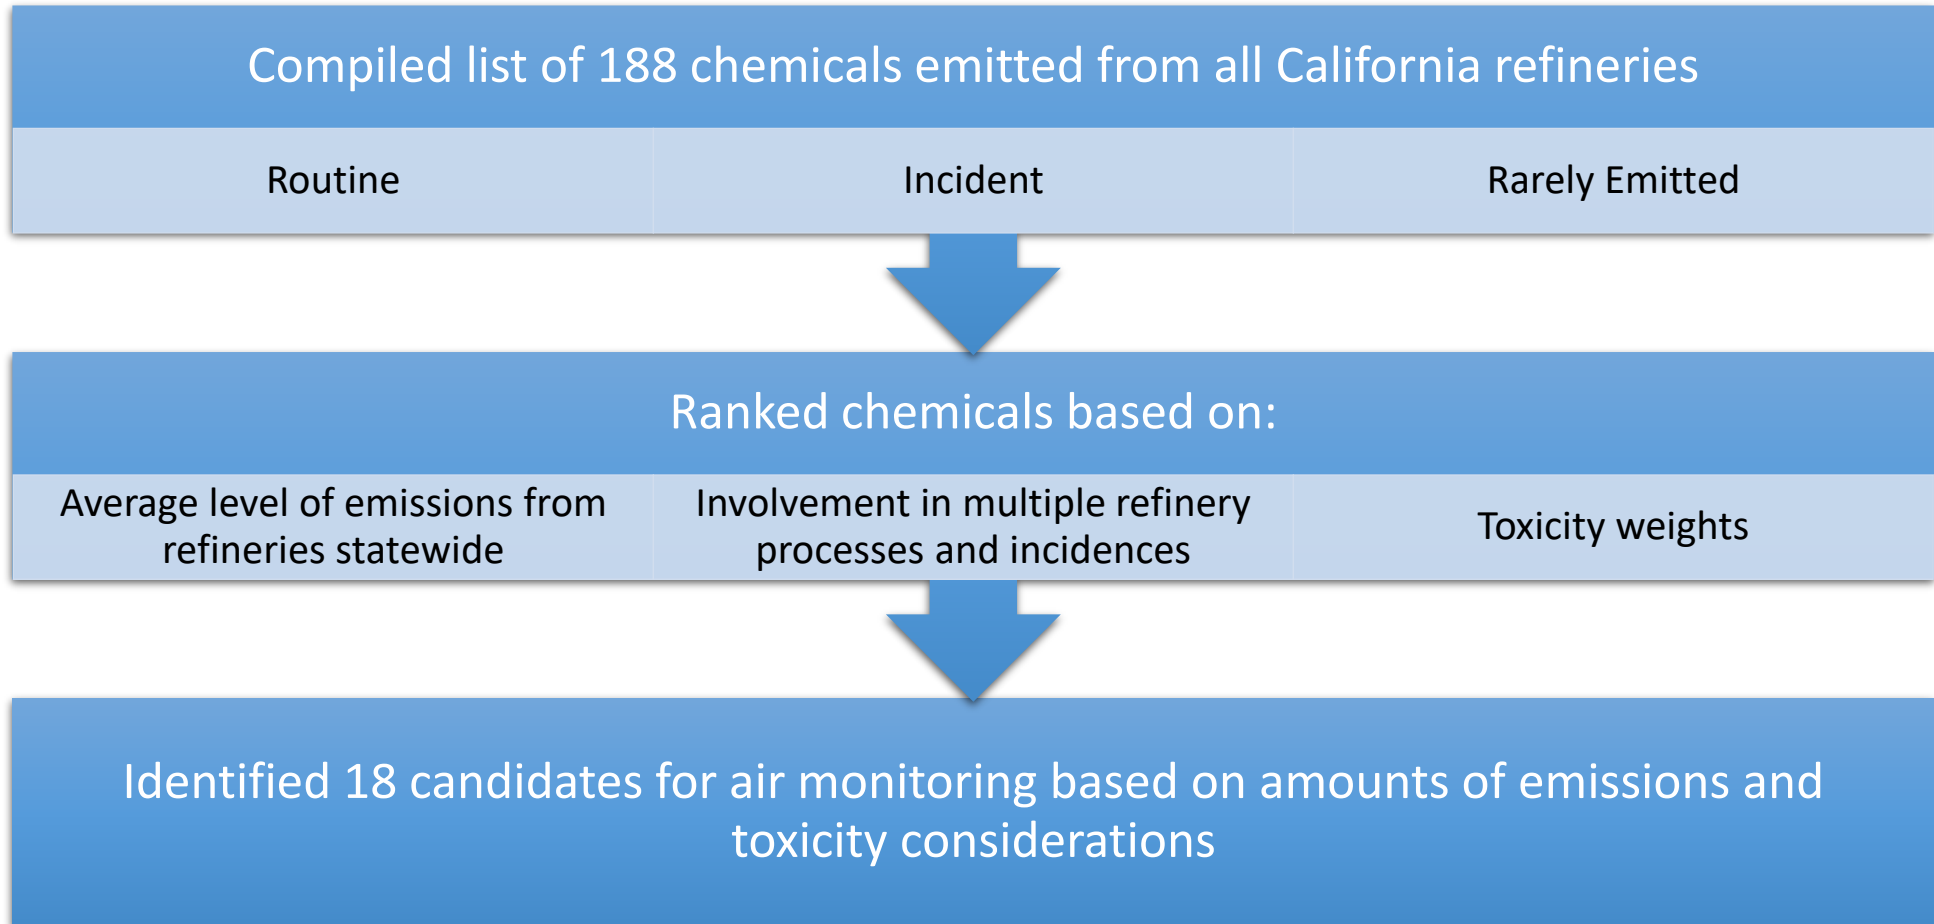 Compiled list of 188 chemicals emitted from all California refineries
Routine
Incident
Rarely Emitted
Ranked chemicals based on:
Average level of emissions from
refineries statewide
Involvement in multiple refinery
processes and incidences
Toxicity weights
Identified 18 candidates for air monitoring based on amounts of emissions and
toxicity considerations